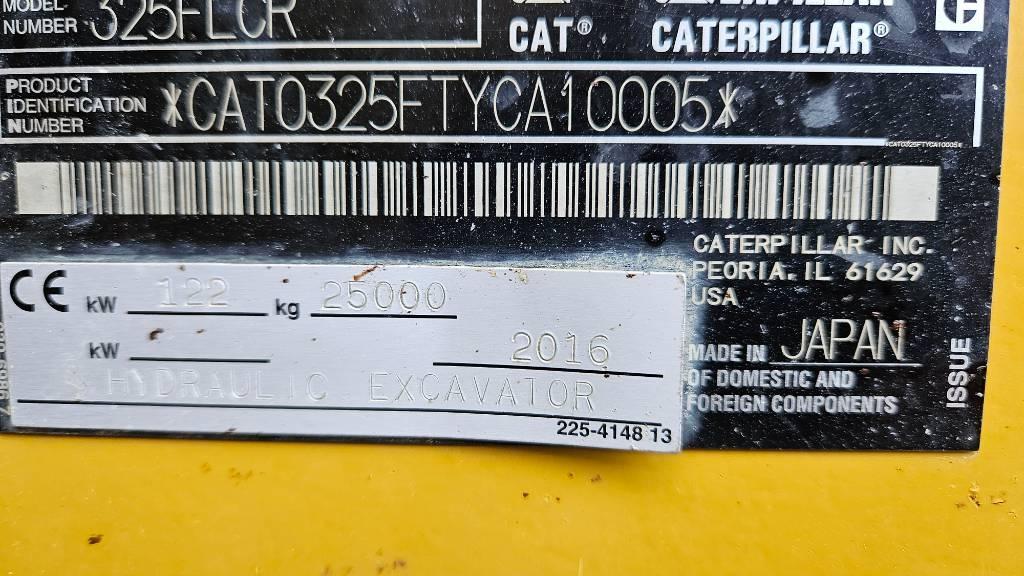 MODEL
NUMBER 325FLCR
CAT® CATERPILLAR®
PRODUCT
IDENTIFICATION
NUMBER
*CAT0325FTYCA10005*
*CAT0325FTYCA10005*
CATERPILLAR INC.
PEORIA, IL 61629
USA
MADE IN JAPAN
OF DOMESTIC AND
FOREIGN COMPONENTS
ISSUE
CE kW 122 kg 25000
kW 2016
HYDRAULIC EXCAVATOR
225-4148 13